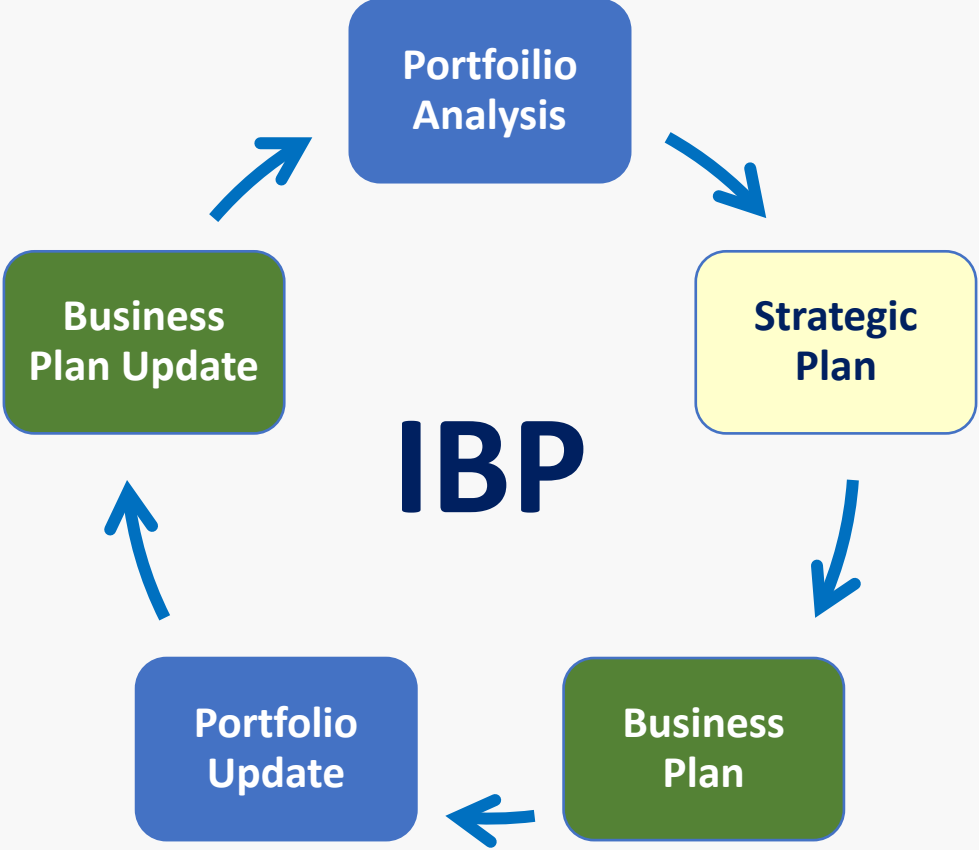 Portfoilio
Analysis
Strategic
Plan
Business
Plan
Portfolio
Update
Business
Plan Update
IBP